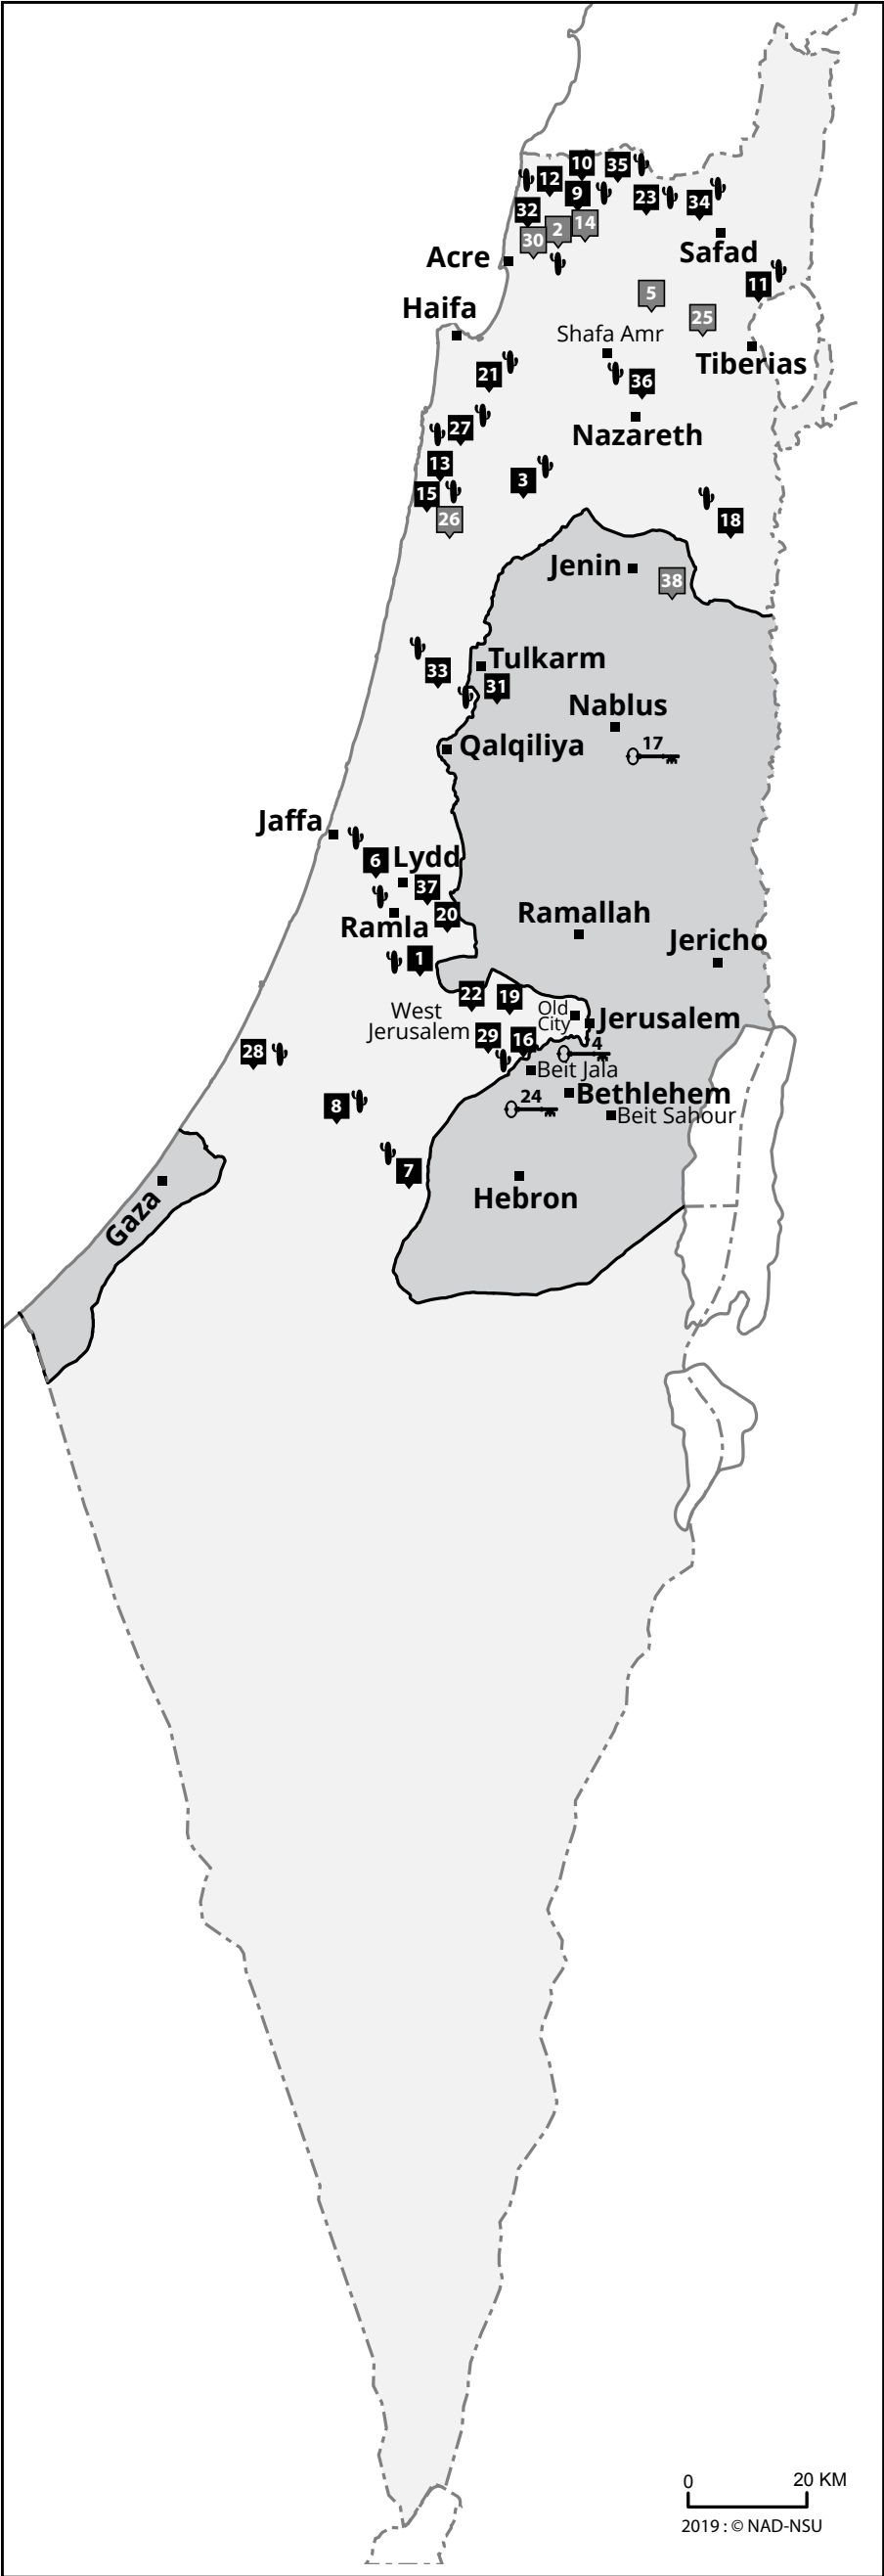 10
35
12
9
23
34
32
14
2
30
Safad
Acre
11
5
Haifa
25
Shafa Amr
Tiberias
21
36
27
Nazareth
13
3
15
26
18
Jenin
38
Tulkarm
33
31
Nablus
Qalqiliya
17
Jaffa
6
Lydd
37
20
Ramallah
Ramla
Jericho
1
22
19
West
Jerusalem
Old
City
Jerusalem
29
16
4
28
Beit Jala
Bethlehem
24
8
Beit Sahour
7
Hebron
Gaza
0
20 KM
2019 : © NAD-NSU